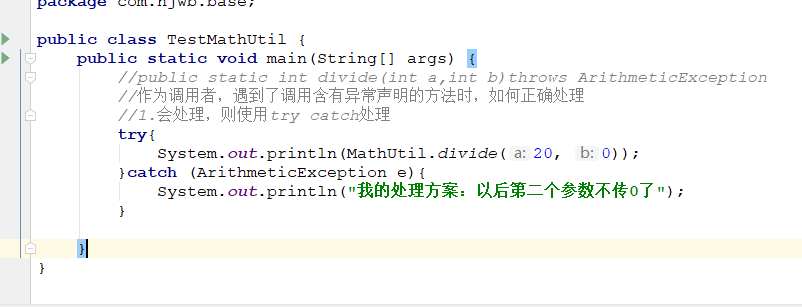 package com.njwb.base;
public class TestMathUtil {
public static void main(String[] args) {
//public static int divide(int a,int b)throws ArithmeticException
//作为调用者，遇到了调用含有异常声明的方法时，如何正确处理
//1.会处理，则使用try catch处理
try{
System.out.println(MathUtil.divide( a: 20, b: 0));
}catch (ArithmeticException e){
System.out.println("我的处理方案：以后第二个参数不传0了");
}
}
}